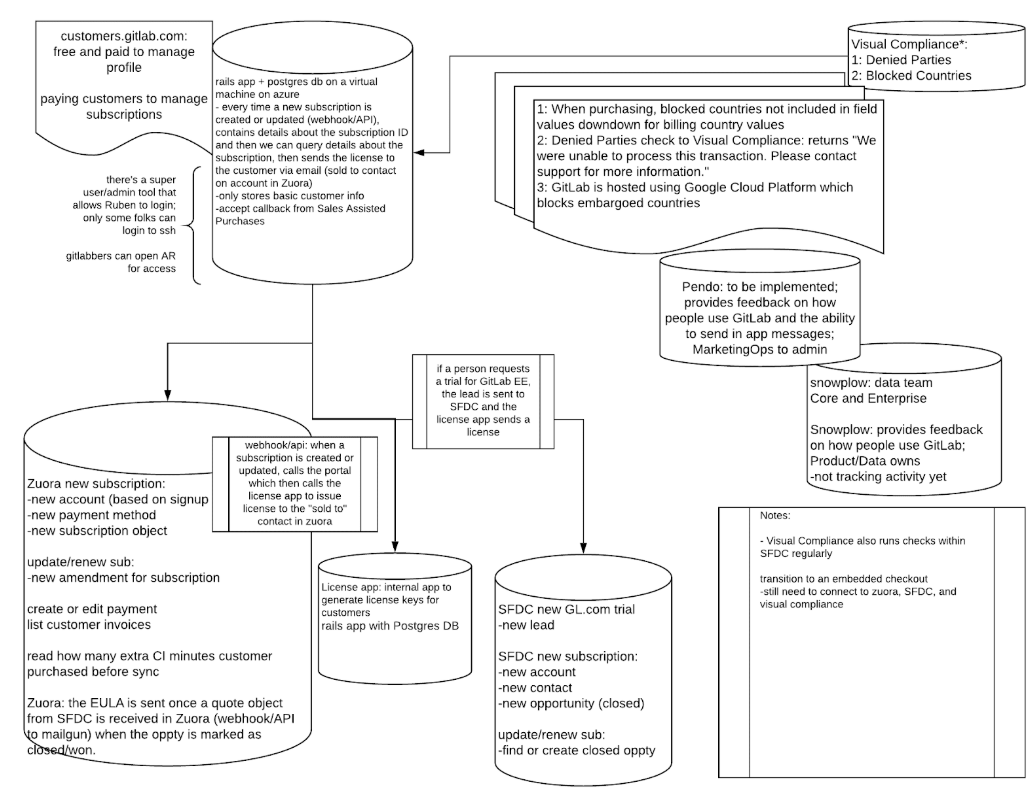 customers.gitlab.com:
free and paid to manage
profile
paying customers to manage
subscriptions
rails app + postgres db on a virtual
machine on azure
- every time a new subscription is
created or updated (webhook/API),
contains details about the subscription ID
and then we can query details about the
subscription, then sends the license to
the customer via email (sold to contact
on account in Zuora)
-only stores basic customer info
-accept callback from Sales Assisted
Purchases
Visual Compliance*:
1: Denied Parties
2: Blocked Countries
1: When purchasing, blocked countries not included in field
values downdown for billing country values
2: Denied Parties check to Visual Compliance: returns "We
were unable to process this transaction. Please contact
support for more information."
3: GitLab is hosted using Google Cloud Platform which
blocks embargoed countries
there's a super
user/admin tool that
allows Ruben to login;
only some folks can
login to ssh
gitlabbers can open AR
for access
Pendo: to be implemented;
provides feedback on how
people use GitLab and the ability
to send in app messages;
MarketingOps to admin
snowplow: data team
Core and Enterprise
Snowplow: provides feedback
on how people use GitLab;
Product/Data owns
-not tracking activity yet
if a person requests
a trial for GitLab EE,
the lead is sent to
SFDC and the
license app sends a
license
webhook/api: when a
subscription is created or
updated, calls the portal
which then calls the
license app to issue
license to the "sold to"
contact in zuora
Zuora new subscription:
-new account (based on signup
-new payment method
-new subscription object
update/renew sub:
-new amendment for subscription
create or edit payment
list customer invoices
read how many extra CI minutes customer
purchased before sync
Zuora: the EULA is sent once a quote object
from SFDC is received in Zuora (webhook/API
to mailgun) when the oppty is marked as
closed/won.
License app: internal app to
generate license keys for
customers
rails app with Postgres DB
SFDC new GL.com trial
-new lead
SFDC new subscription:
-new account
-new contact
-new opportunity (closed)
update/renew sub:
-find or create closed oppty
Notes:
- Visual Compliance also runs checks within
SFDC regularly
transition to an embedded checkout
-still need to connect to zuora, SFDC, and
visual compliance